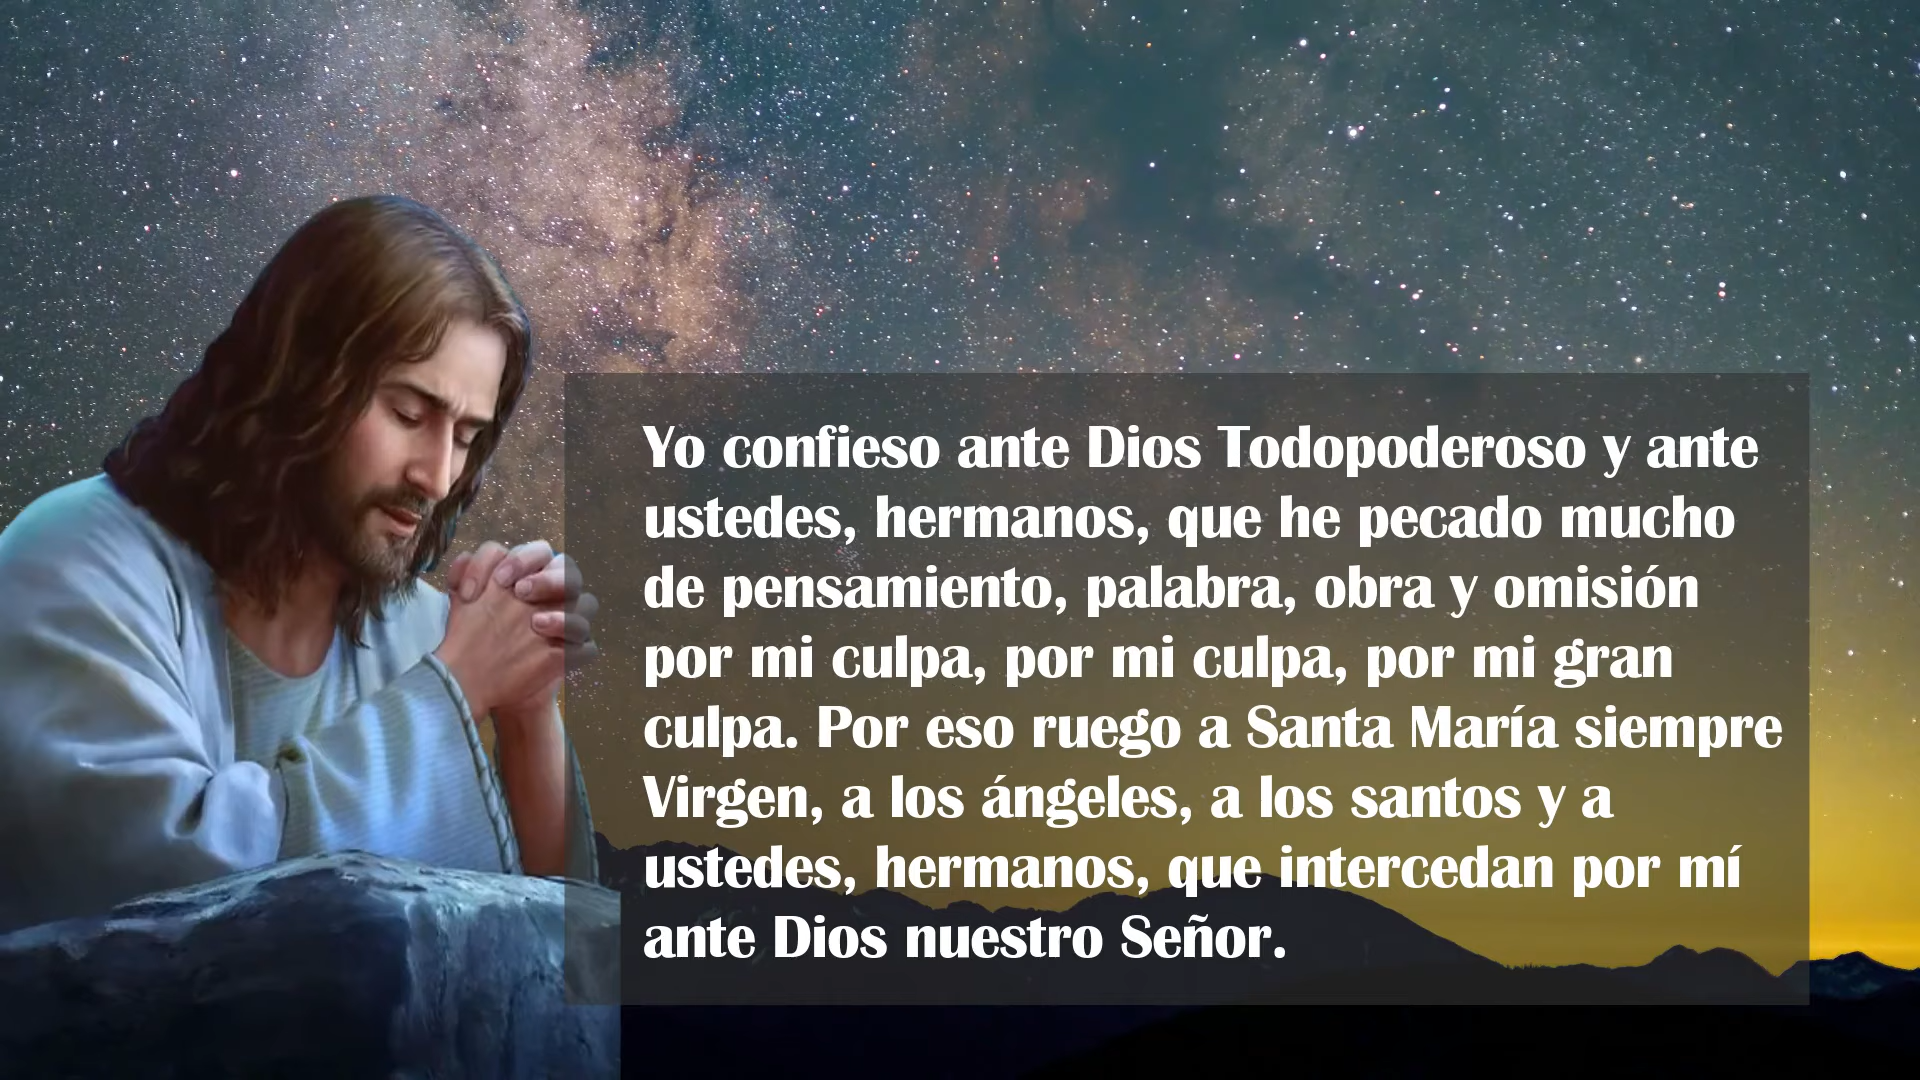 Yo confieso ante Dios Todopoderoso y ante
ustedes, hermanos, que he pecado mucho
de pensamiento, palabra, obra y omisión
por mi culpa, por mi culpa, por mi gran
culpa. Por eso ruego a Santa María siempre
Virgen, a los ángeles, a los santos y a
ustedes, hermanos, que intercedan por mí
ante Dios nuestro Señor.